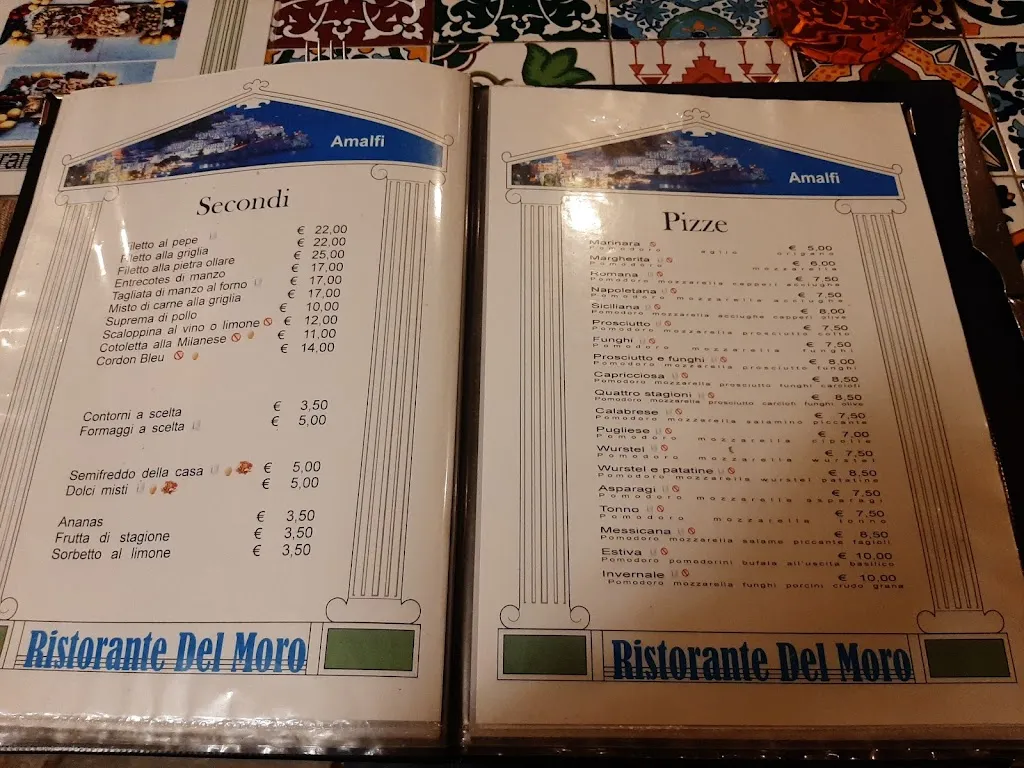 Amalfi
Secondi
Filetto al pepe € 22,00
Filetto alla griglia € 22,00
Filetto alla pietra ollare € 25,00
Entrecotes di manzo € 17,00
Tagliata di manzo al forno € 17,00
Misto di carne alla griglia € 17,00
Suprema di pollo € 10,00
Scaloppina al vino o limone € 12,00
Cotoletta alla Milanese € 11,00
Cordon Bleu € 14,00
Contorni a scelta € 3,50
Formaggi a scelta € 5,00
Semifreddo della casa € 5,00
Dolci misti € 5,00
Ananas € 3,50
Frutta di stagione € 3,50
Sorbetto al limone € 3,50
Ristorante Del Moro
Amalfi
Pizze
Marinara € 5,00
Pomodoro aglio origano
Margherita € 6,00
Pomodoro mozzarella
Romana € 7,50
Pomodoro mozzarella capperi acciughe
Napoletana € 7,50
Pomodoro mozzarella acciughe
Siciliana € 8,00
Pomodoro mozzarella acciughe capperi olive
Prosciutto € 7,50
Pomodoro mozzarella prosciutto cotto
Funghi € 7,50
Pomodoro mozzarella funghi
Prosciutto e funghi € 8,00
Pomodoro mozzarella prosciutto funghi
Capricciosa € 8,50
Pomodoro mozzarella prosciutto funghi carciofi
Quattro stagioni € 8,50
Pomodoro mozzarella prosciutto carciofi funghi olive
Calabrese € 7,50
Pomodoro mozzarella salamino piccante
Pugliese € 7,00
Pomodoro mozzarella cipolla
Wurstel € 7,50
Pomodoro mozzarella wurstel
Wurstel e patatine € 8,50
Pomodoro mozzarella wurstel patatine
Asparagi € 7,50
Pomodoro mozzarella asparagi
Tonno € 7,50
Pomodoro mozzarella tonno
Messicana € 8,50
Pomodoro mozzarella salame piccante fagioli
Estiva € 10,00
Pomodoro pomodorini bufala all'uscita basilico
Invernale € 10,00
Pomodoro mozzarella funghi porcini crudo grana
Ristorante Del Moro